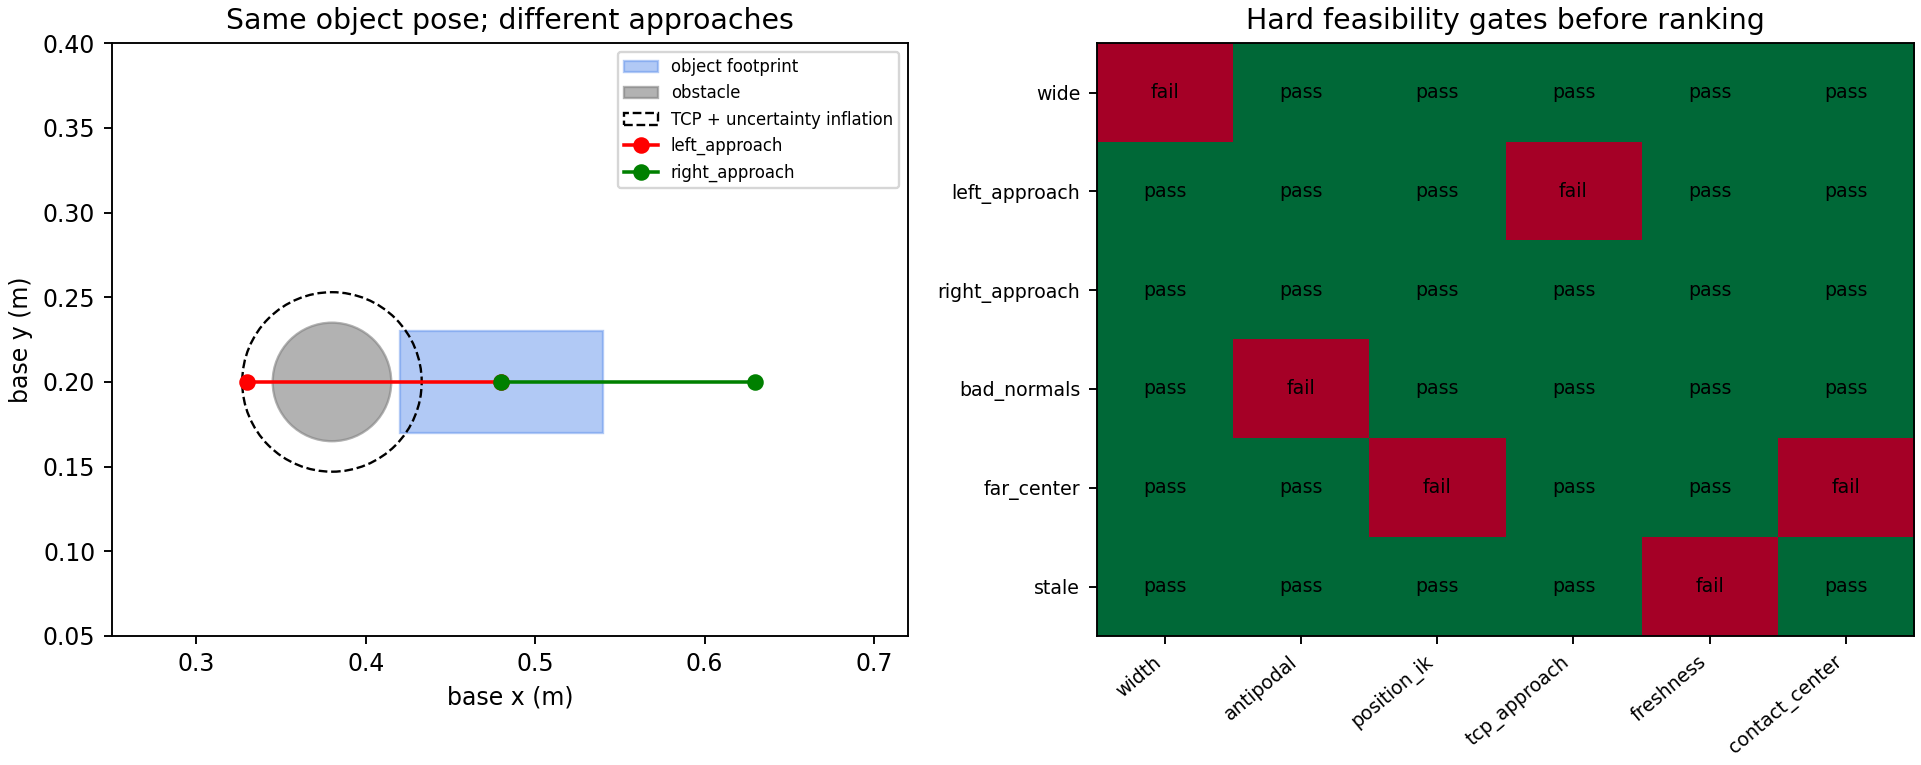 Same object pose; different approaches
0.40
0.35
0.30
0.25
0.20
0.15
0.10
0.05
base y (m)
0.3 0.4 0.5 0.6 0.7
base x (m)
object footprint
obstacle
TCP + uncertainty inflation
left_approach
right_approach
Hard feasibility gates before ranking
wide fail pass pass pass pass pass
left_approach pass pass pass fail pass pass
right_approach pass pass pass pass pass pass
bad_normals pass fail pass pass pass pass
far_center pass pass fail pass pass fail
stale pass pass pass pass fail pass
width antipodal position_ik tcp_approach freshness contact_center